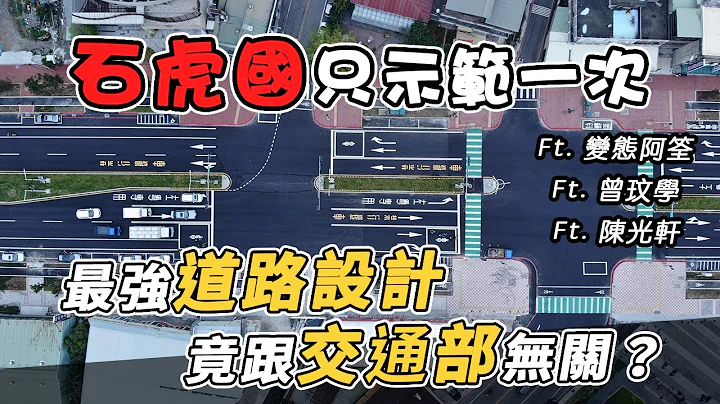 石虎國只示範一次
Ft. 變態阿筌
Ft. 曾玟學
Ft. 陳光軒
最強道路設計
竟跟交通部無關？